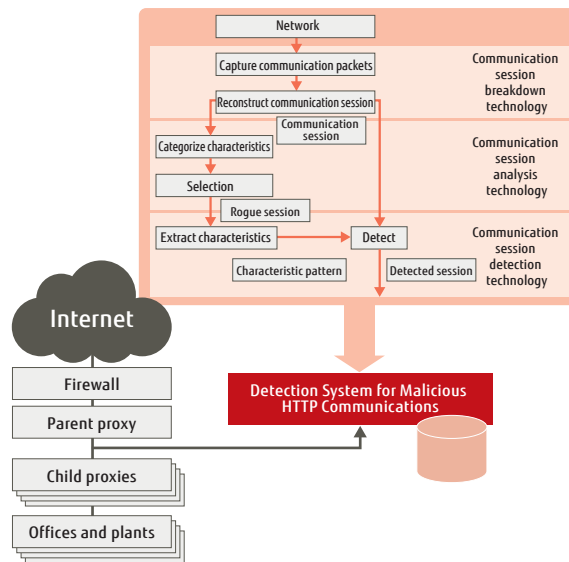 Network
Capture communication packets
Reconstruct communication session
Communication
session
breakdown
technology
Communication
session
Categorize characteristics
Selection
Rogue session
Communication
session
analysis
technology
Extract characteristics
Detect
Characteristic pattern
Detected session
Communication
session
detection
technology
Internet
Firewall
Parent proxy
Child proxies
Offices and plants
Detection System for Malicious
HTTP Communications